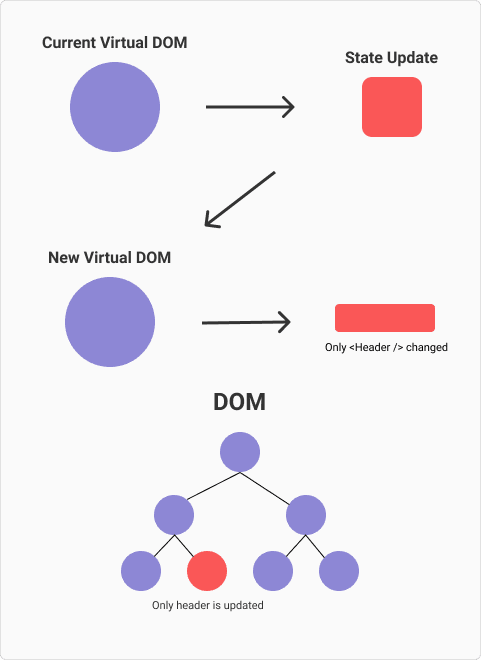 Current Virtual DOM
State Update
New Virtual DOM
Only <Header /> changed
DOM
Only header is updated